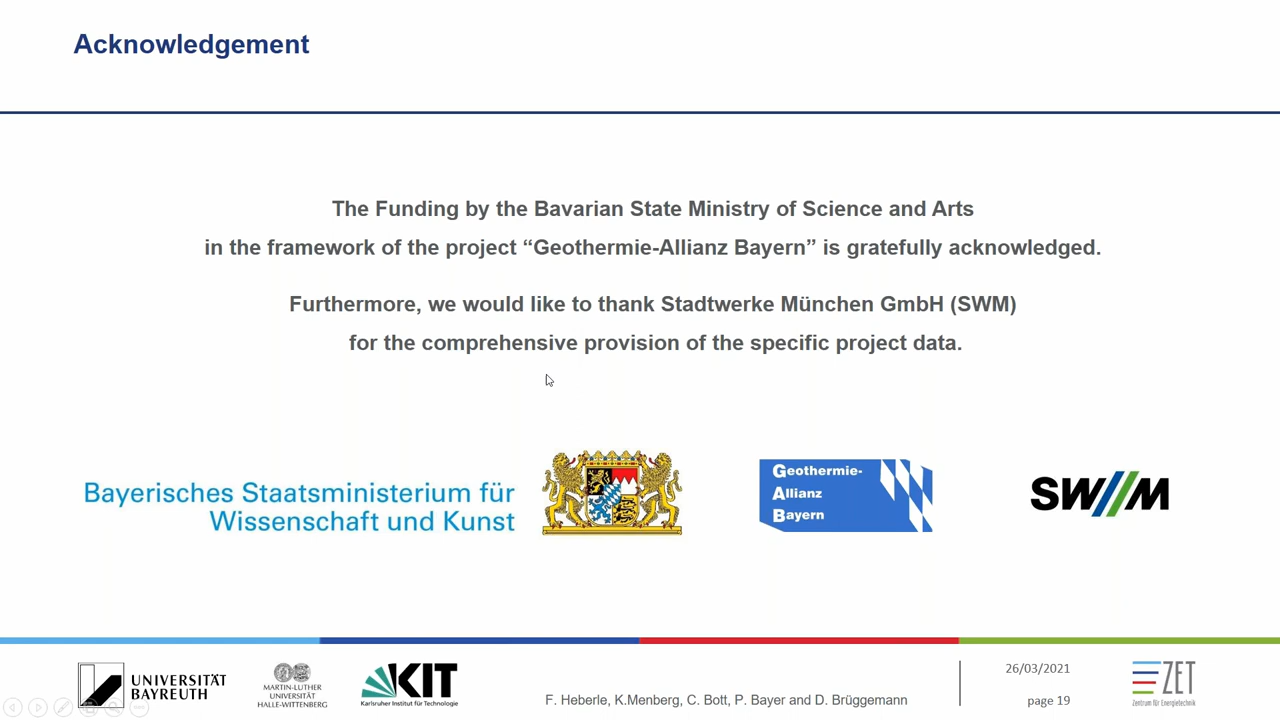 Acknowledgement
The Funding by the Bavarian State Ministry of Science and Arts
in the framework of the project “Geothermie-Allianz Bayern” is gratefully acknowledged.
Furthermore, we would like to thank Stadtwerke München GmbH (SWM)
for the comprehensive provision of the specific project data.
Bayerisches Staatsministerium für
Wissenschaft und Kunst
Geothermie-
Allianz
Bayern
SWM
UNIVERSITÄT
BAYREUTH
MARTIN-LUTHER
UNIVERSITÄT
HALLE-WITTENBERG
KIT
Karlsruher Institut für Technologie
F. Heberle, K.Menberg, C. Bott, P. Bayer and D. Brüggemann
26/03/2021
page 19
ZET
Zentrum für Energietechnik